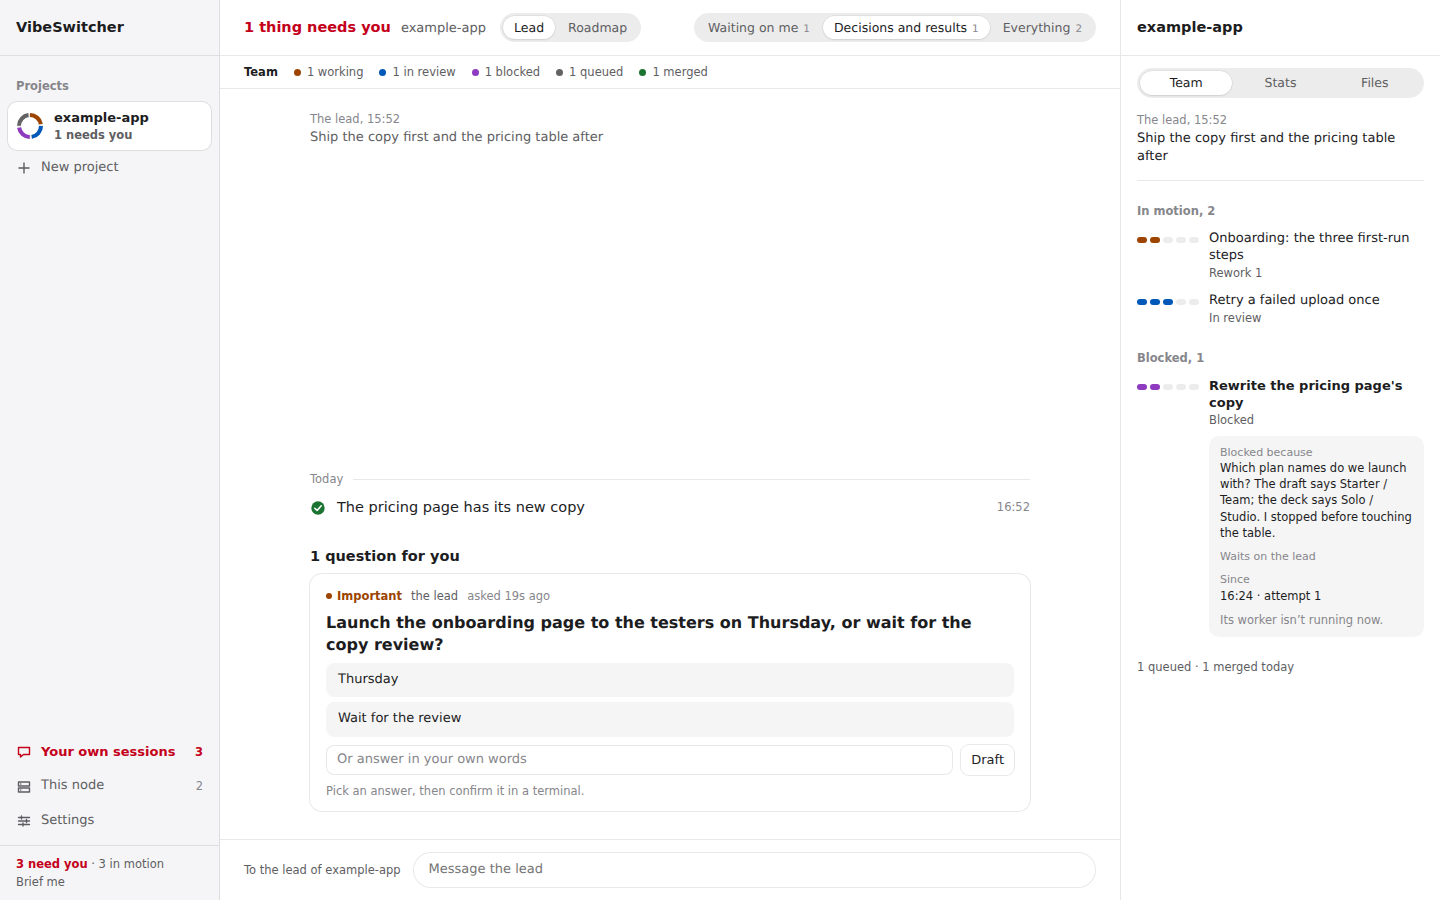 VibeSwitcher
Projects
example-app
1 needs you
New project
Your own sessions 3
This node 2
Settings
3 need you · 3 in motion
Brief me
1 thing needs you example-app Lead Roadmap Waiting on me 1 Decisions and results 1 Everything 2
Team 1 working 1 in review 1 blocked 1 queued 1 merged
The lead, 15:52
Ship the copy first and the pricing table after
Today
The pricing page has its new copy 16:52
1 question for you
Important the lead asked 19s ago
Launch the onboarding page to the testers on Thursday, or wait for the
copy review?
Thursday
Wait for the review
Or answer in your own words Draft
Pick an answer, then confirm it in a terminal.
To the lead of example-app Message the lead
example-app
Team Stats Files
The lead, 15:52
Ship the copy first and the pricing table
after
In motion, 2
Onboarding: the three first-run
steps
Rework 1
Retry a failed upload once
In review
Blocked, 1
Rewrite the pricing page's
copy
Blocked
Blocked because
Which plan names do we launch
with? The draft says Starter /
Team; the deck says Solo /
Studio. I stopped before touching
the table.
Waits on the lead
Since
16:24 · attempt 1
Its worker isn’t running now.
1 queued · 1 merged today